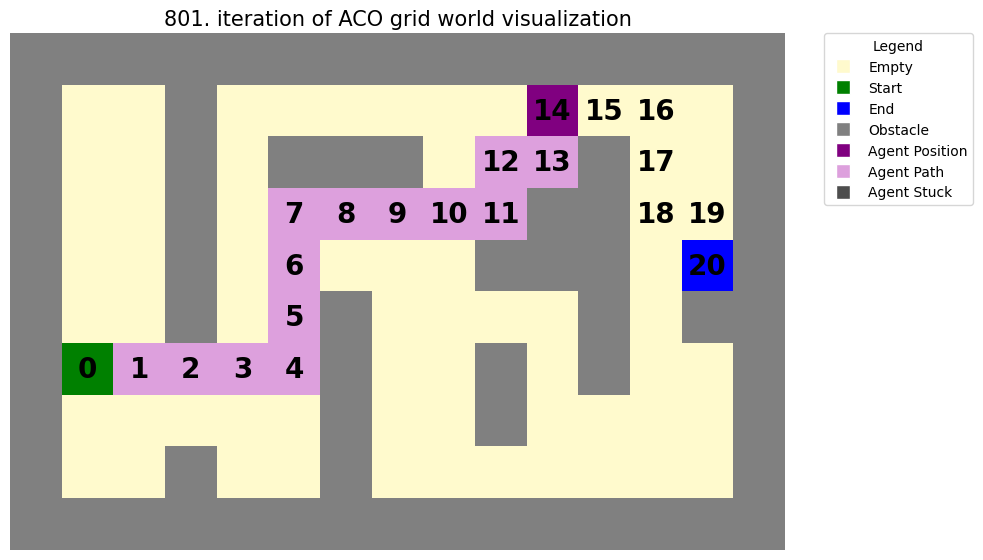 801. iteration of ACO grid world visualization
Legend
Empty
Start
End
Obstacle
Agent Position
Agent Path
Agent Stuck
14 15 16
12 13 17
7 8 9 10 11 18 19
6 20
5
0 1 2 3 4